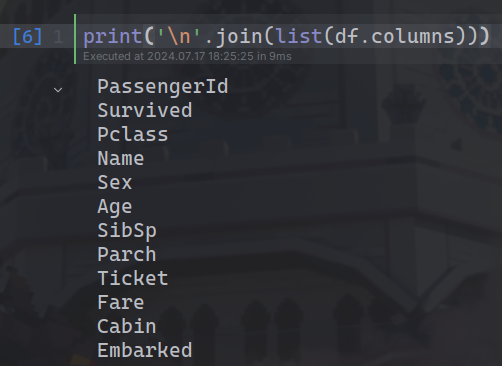 [6] 1 print('\n'.join(list(df.columns)))
Executed at 2024.07.17 18:25:25 in 9ms
PassengerId
Survived
Pclass
Name
Sex
Age
SibSp
Parch
Ticket
Fare
Cabin
Embarked